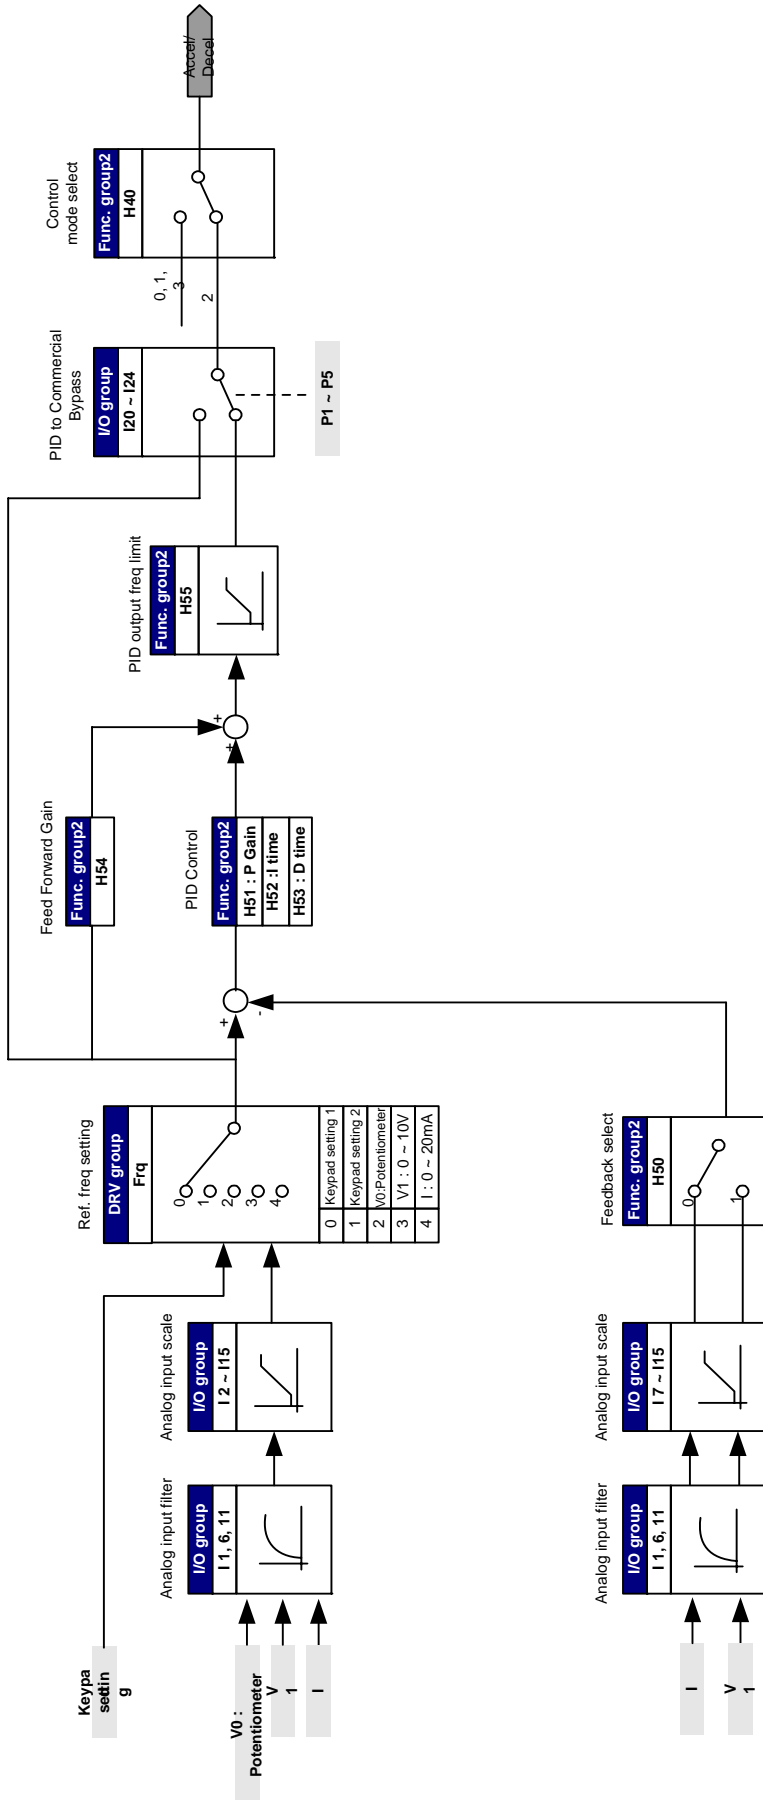 Accel/
Decel
Control
mode select
Func. group2
H40
0, 1,
3
2
PID to Commercial
Bypass
I/O group
I20 ~ I24
P1 ~ P5
PID output freq limit
Func. group2
H55
+
+
Feed Forward Gain
Func. group2
H54
PID Control
Func. group2
H51 : P Gain
H52 :I time
H53 : D time
+
-
Ref. freq setting
DRV group
Frq
0
1
2
3
4
0 Keypad setting 1
1 Keypad setting 2
2 V0:Potentiometer
3 V1 : 0 ~ 10V
4 I : 0 ~ 20mA
Feedback select
Func. group2
H50
0
1
Analog input scale
I/O group
I 2 ~ I15
Analog input scale
I/O group
I 7 ~ I15
Analog input filter
I/O group
I 1, 6, 11
Analog input filter
I/O group
I 1, 6, 11
Keypa
settin
g
V0 :
Potentiometer
V
1
I
I
V
1